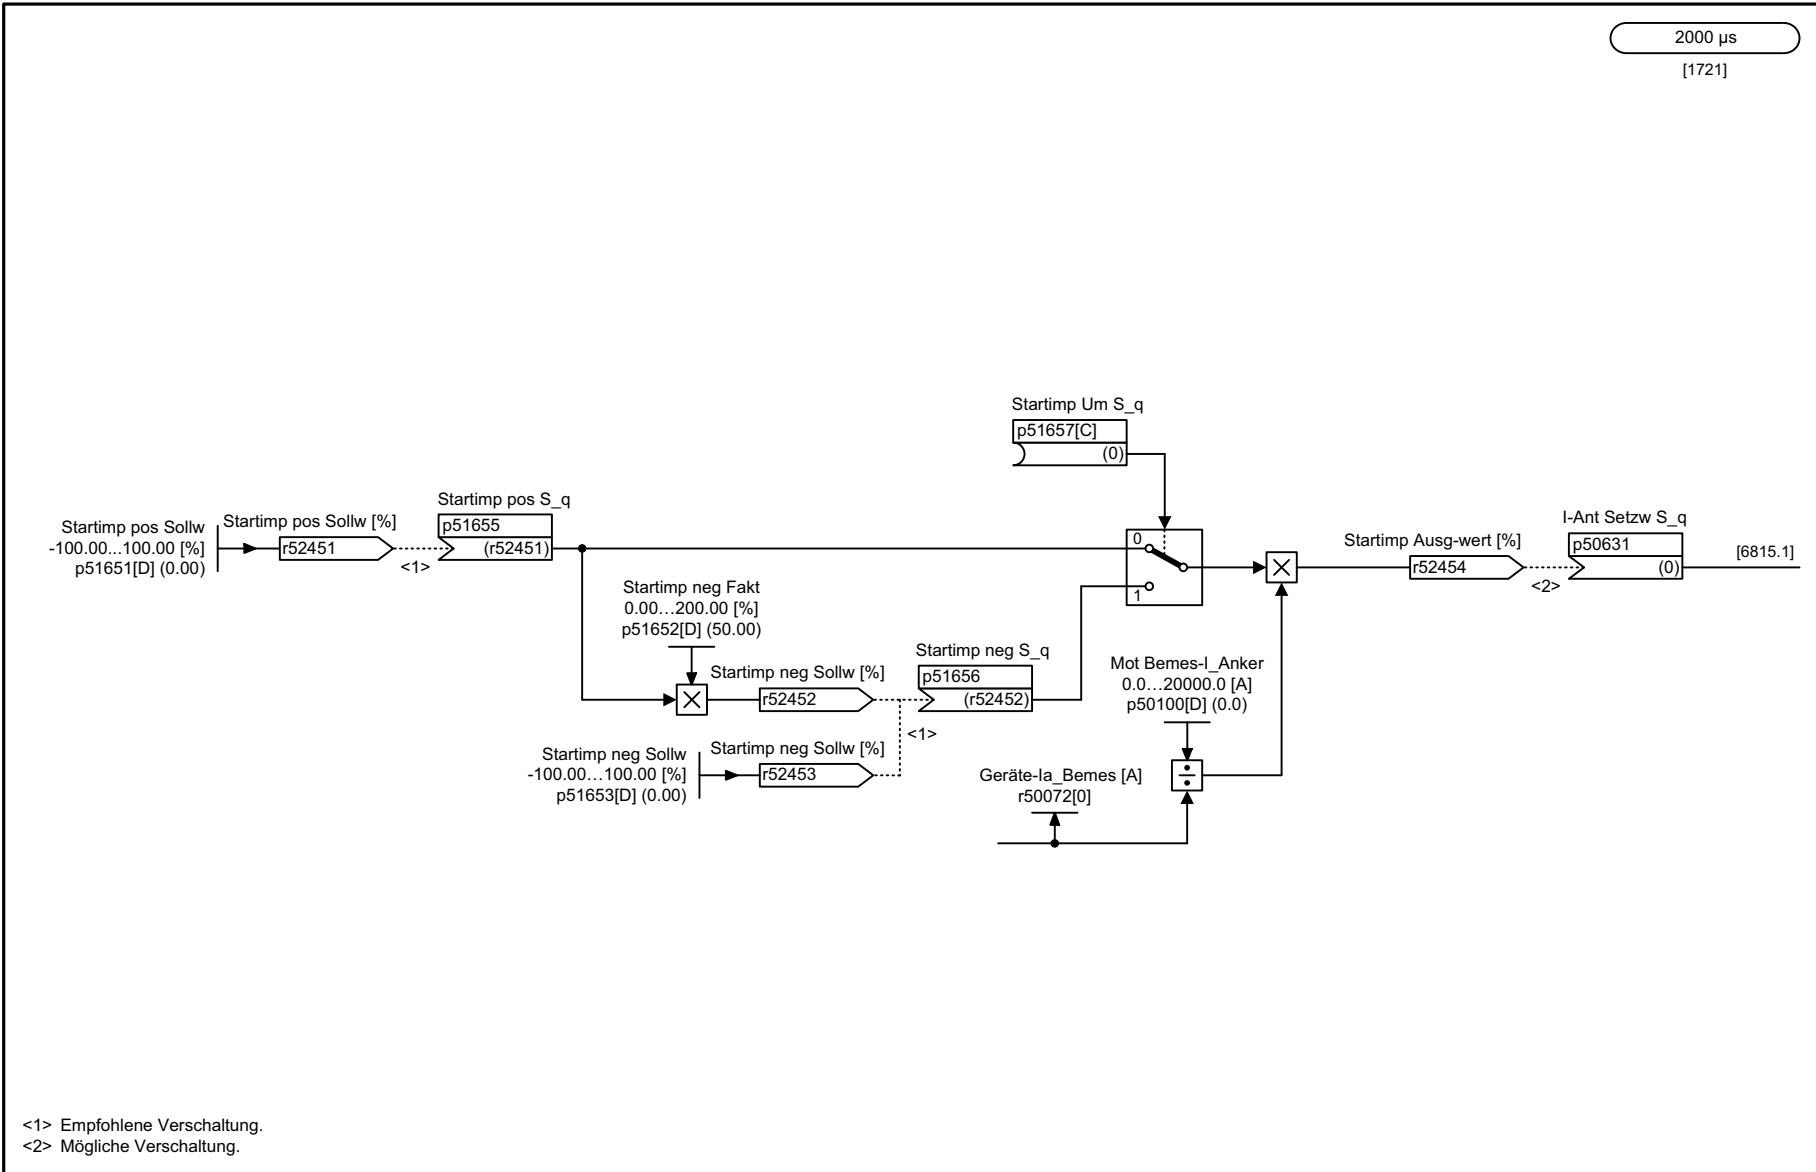 2000 µs
[1721]
Startimp Um S_q
p51657[C]
(0)
Startimp pos Sollw
-100.00...100.00 [%]
p51651[D] (0.00)
Startimp pos Sollw [%]
r52451
<1>
Startimp pos S_q
p51655
(r52451)
0
1
Startimp Ausg-wert [%]
r52454
<2>
I-Ant Setzw S_q
p50631
(0)
[6815.1]
Startimp neg Fakt
0.00...200.00 [%]
p51652[D] (50.00)
Startimp neg Sollw [%]
r52452
Startimp neg S_q
p51656
(r52452)
<1>
Startimp neg Sollw
-100.00...100.00 [%]
p51653[D] (0.00)
Startimp neg Sollw [%]
r52453
Mot Bemes-I_Anker
0.0...20000.0 [A]
p50100[D] (0.0)
Geräte-Ia_Bemes [A]
r50072[0]
<1> Empfohlene Verschaltung.
<2> Mögliche Verschaltung.